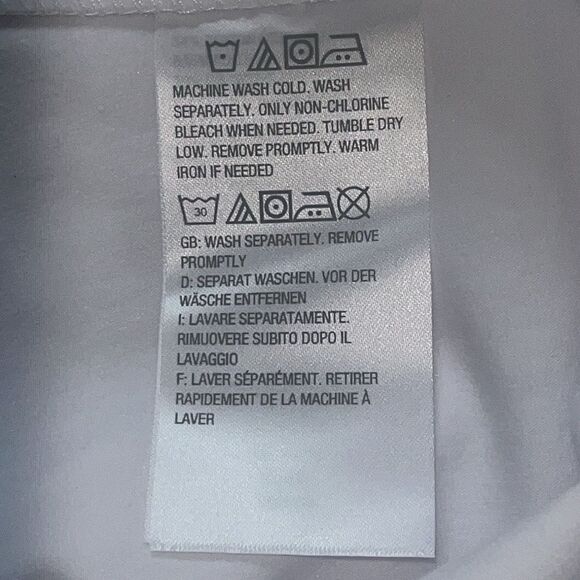 MACHINE WASH COLD. WASH
SEPARATELY. ONLY NON-CHLORINE
BLEACH WHEN NEEDED. TUMBLE DRY
LOW. REMOVE PROMPTLY. WARM
IRON IF NEEDED
30
GB: WASH SEPARATELY. REMOVE
PROMPTLY
D: SEPARAT WASCHEN. VOR DER
WÄSCHE ENTFERNEN
I: LAVARE SEPARATAMENTE.
RIMUOVERE SUBITO DOPO IL
LAVAGGIO
F: LAVER SÉPARÉMENT. RETIRER
RAPIDEMENT DE LA MACHINE À
LAVER